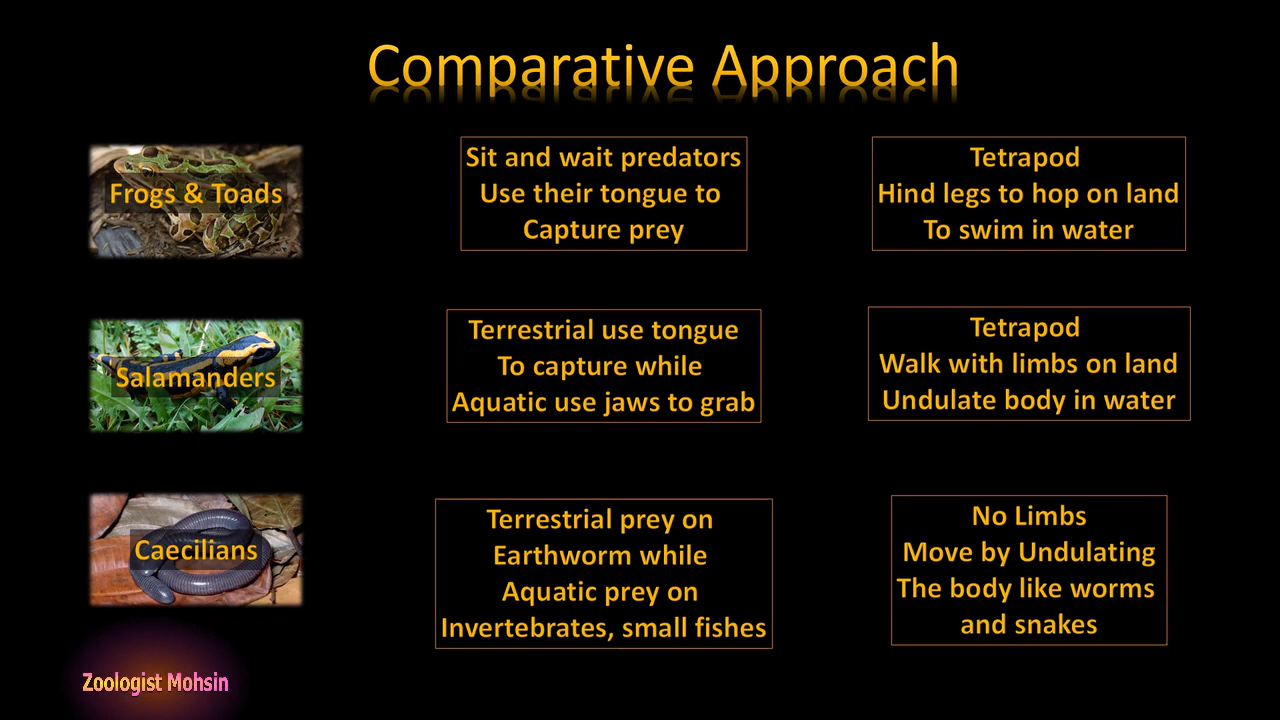 Comparative Approach
Frogs & Toads
Sit and wait predators
Use their tongue to
Capture prey
Tetrapod
Hind legs to hop on land
To swim in water
Salamanders
Terrestrial use tongue
To capture while
Aquatic use jaws to grab
Tetrapod
Walk with limbs on land
Undulate body in water
Caecilians
Terrestrial prey on
Earthworm while
Aquatic prey on
Invertebrates, small fishes
No Limbs
Move by Undulating
The body like worms
and snakes
Zoologist Mohsin